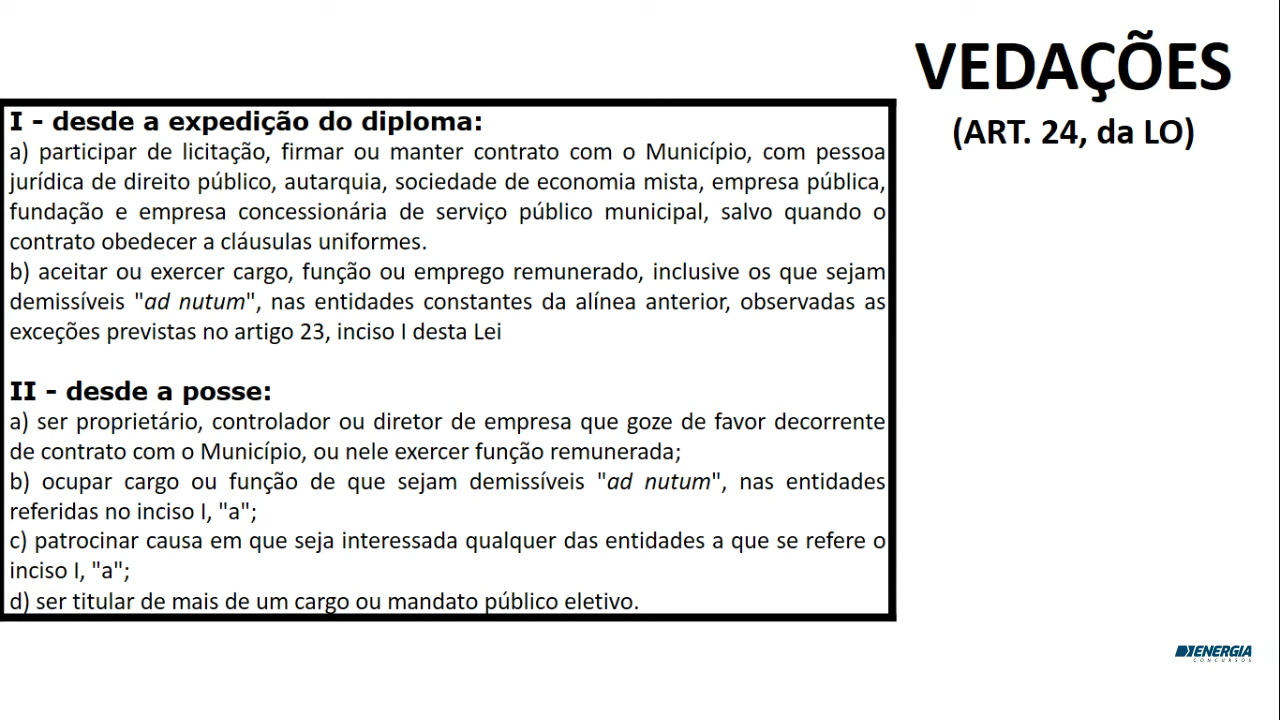 VEDAÇÕES
(ART. 24, da LO)
I - desde a expedição do diploma:
a) participar de licitação, firmar ou manter contrato com o Município, com pessoa
jurídica de direito público, autarquia, sociedade de economia mista, empresa pública,
fundação e empresa concessionária de serviço público municipal, salvo quando o
contrato obedecer a cláusulas uniformes.
b) aceitar ou exercer cargo, função ou emprego remunerado, inclusive os que sejam
demissíveis "ad nutum", nas entidades constantes da alínea anterior, observadas as
exceções previstas no artigo 23, inciso I desta Lei
II - desde a posse:
a) ser proprietário, controlador ou diretor de empresa que goze de favor decorrente
de contrato com o Município, ou nele exercer função remunerada;
b) ocupar cargo ou função de que sejam demissíveis "ad nutum", nas entidades
referidas no inciso I, "a";
c) patrocinar causa em que seja interessada qualquer das entidades a que se refere o
inciso I, "a";
d) ser titular de mais de um cargo ou mandato público eletivo.
ENERGIA
CONCURSOS